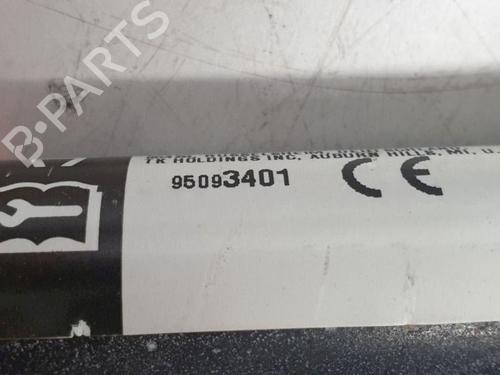 B-PARTS
TK HOLDINGS INC, AUBURN HILLS, MI, U.
95093401
CE